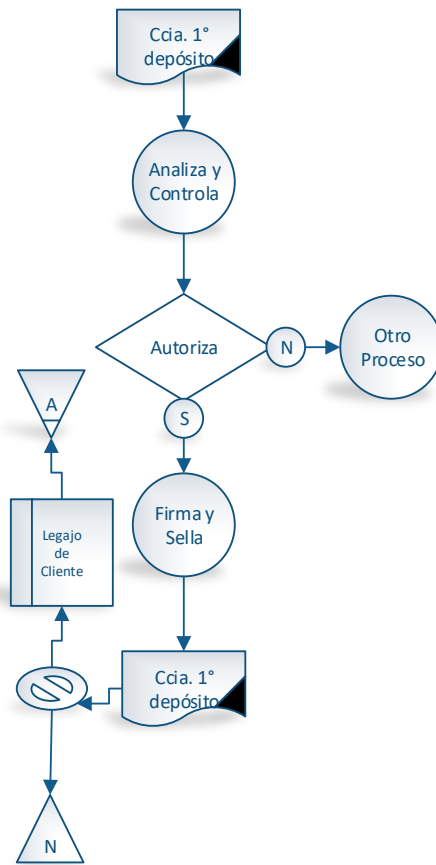 Ccia. 1°
depósito
Analiza y
Controla
Autoriza
N
Otro
Proceso
S
A
Firma y
Sella
Legajo
de
Cliente
Ccia. 1°
depósito
N